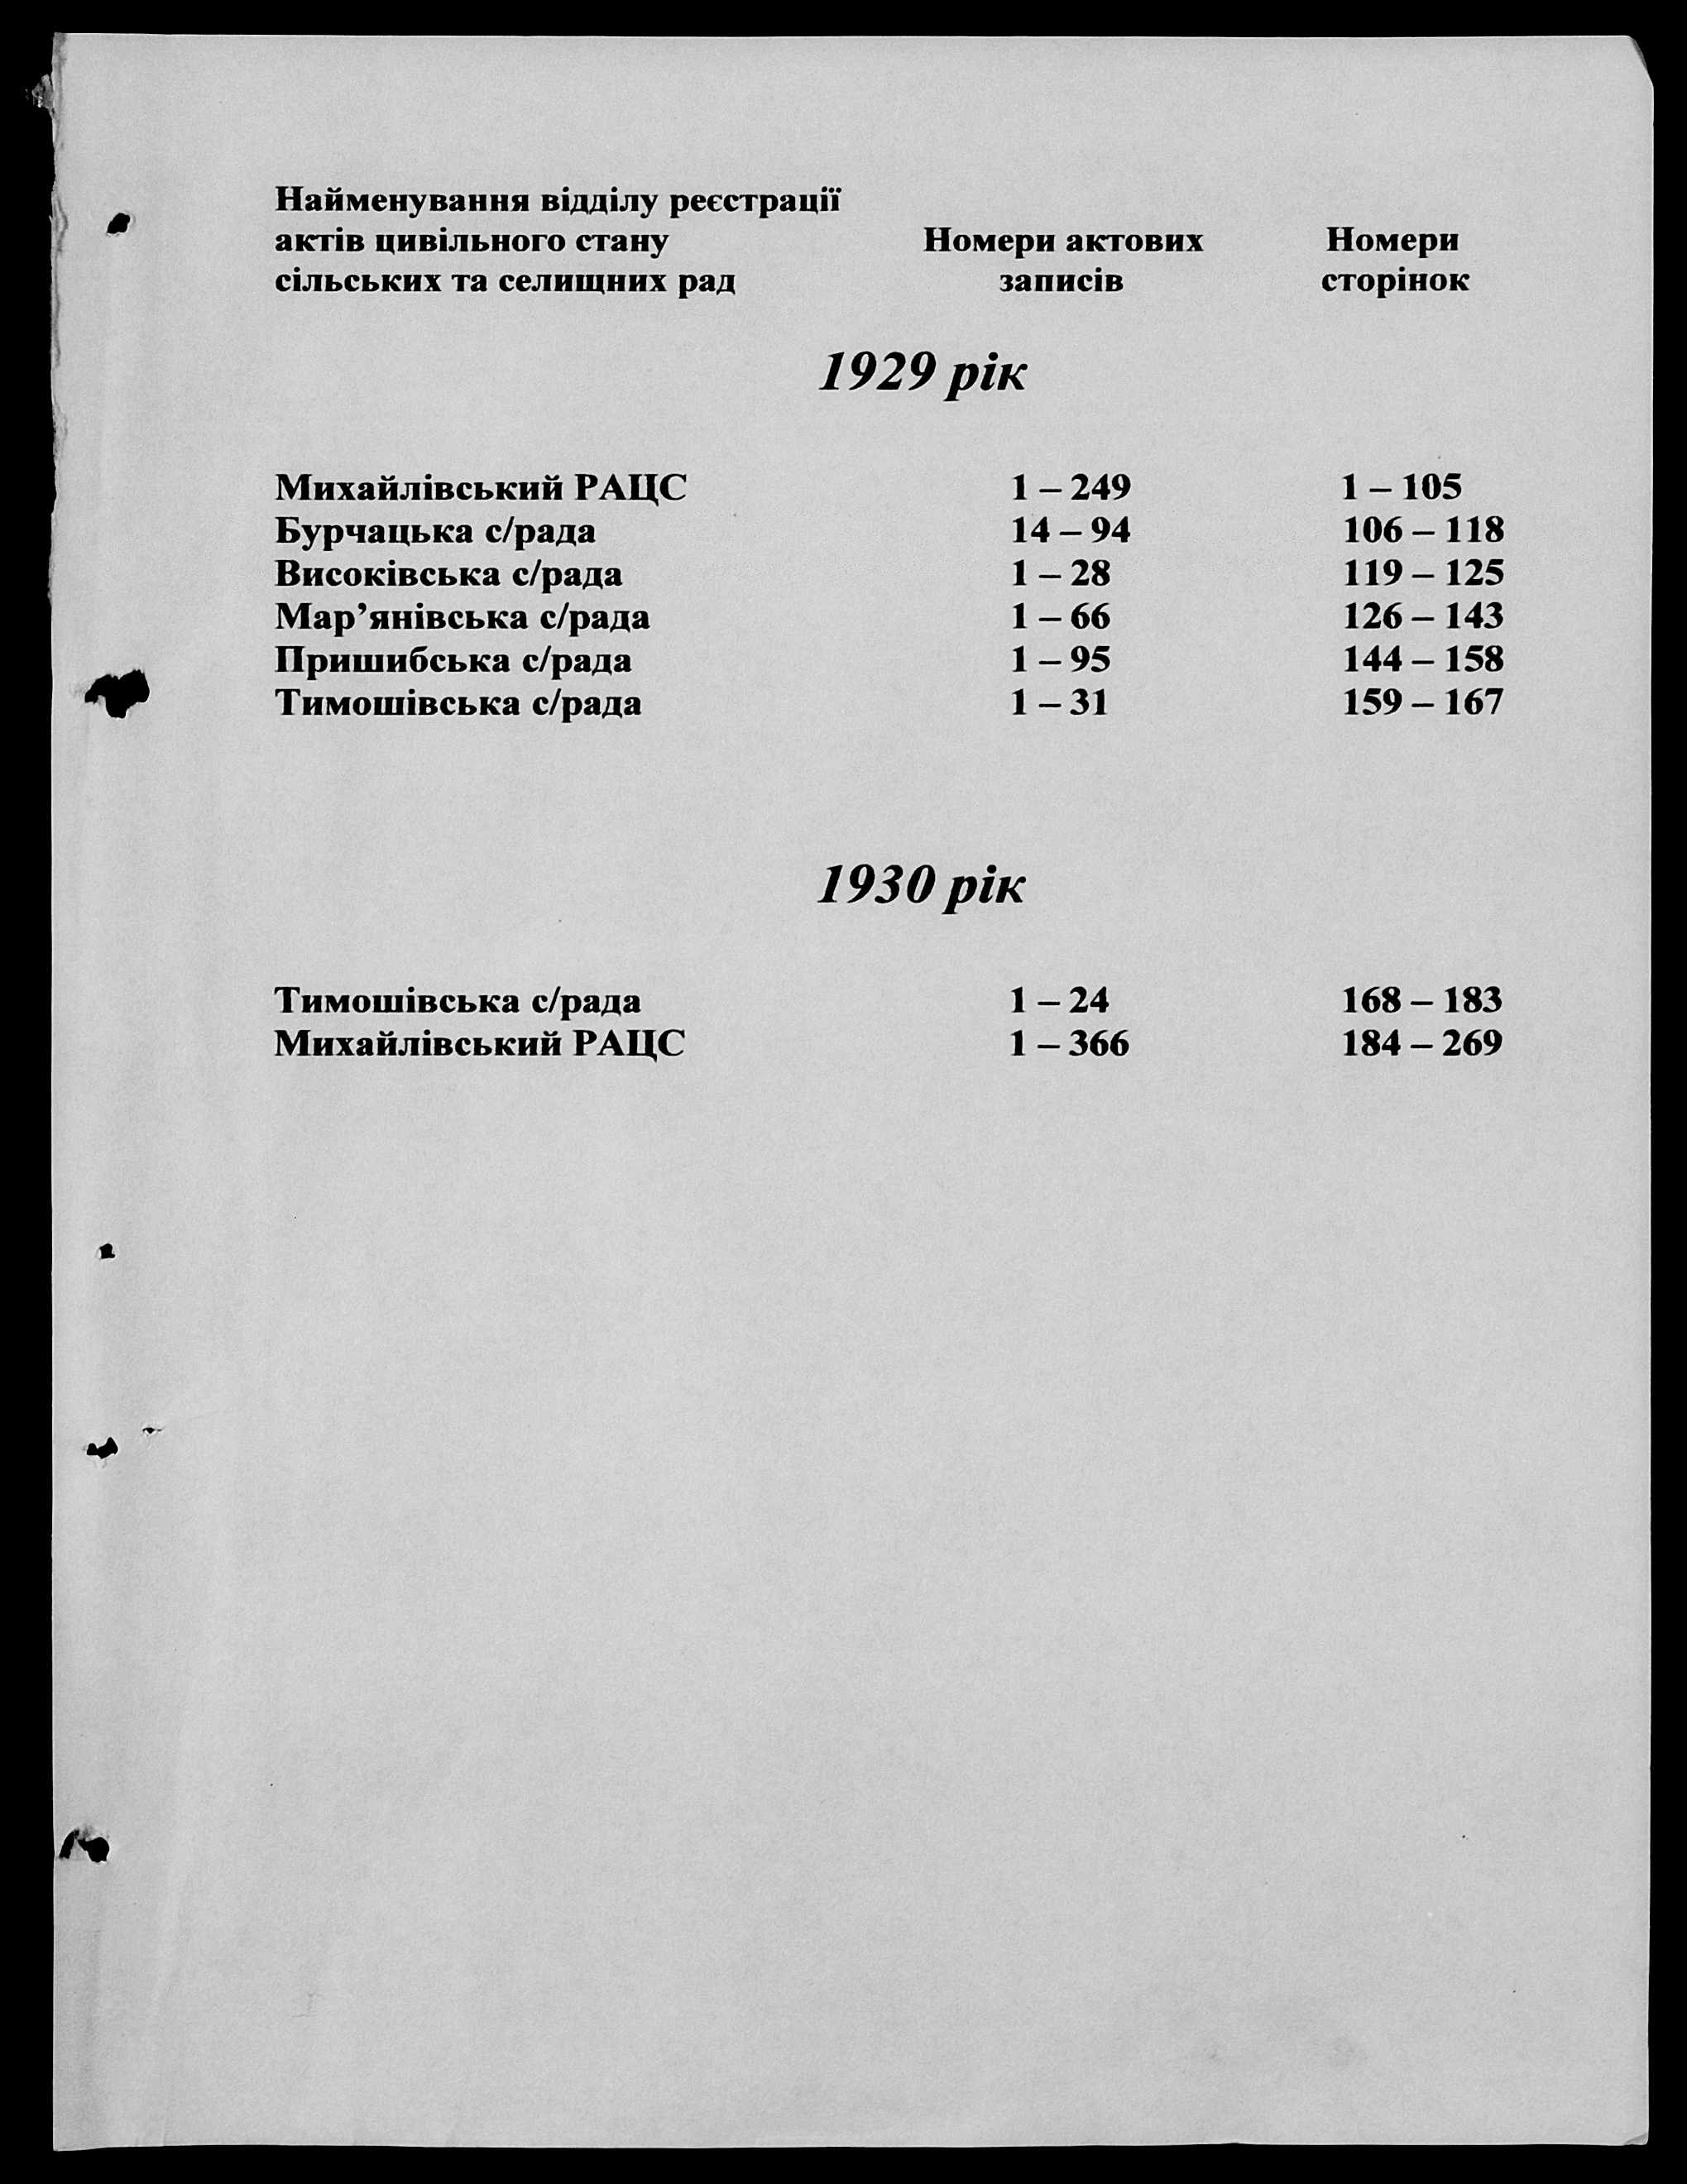 Найменування відділу реєстрації
актів цивільного стану Номери актових Номери
сільських та селищних рад записів сторінок
1929 рік
Михайлівський РАЦС 1 – 249 1 – 105
Бурчацька с/рада 14 – 94 106 – 118
Високівська с/рада 1 – 28 119 – 125
Мар’янівська с/рада 1 – 66 126 – 143
Пришибська с/рада 1 – 95 144 – 158
Тимошівська с/рада 1 – 31 159 – 167
1930 рік
Тимошівська с/рада 1 – 24 168 – 183
Михайлівський РАЦС 1 – 366 184 – 269